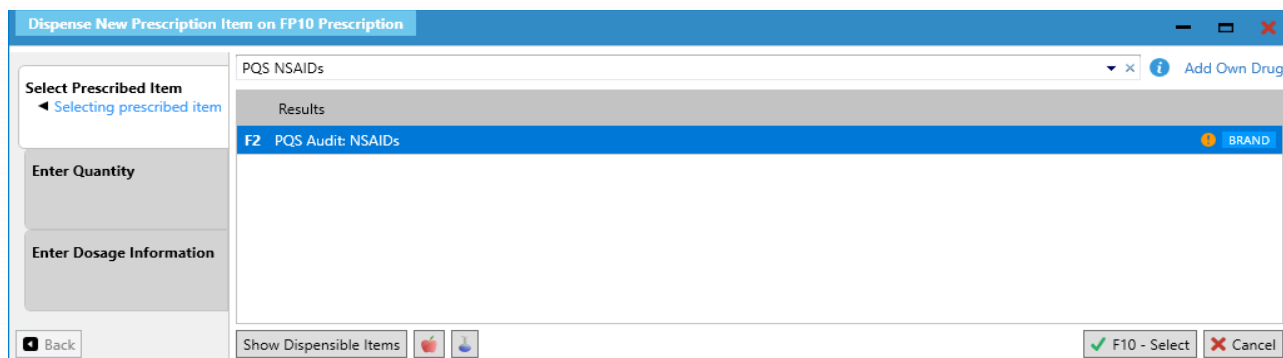 Dispense New Prescription Item on FP10 Prescription
Select Prescribed Item
Selecting prescribed item
Enter Quantity
Enter Dosage Information
Back
PQS NSAIDs
Add Own Drug
Results
F2 PQS Audit: NSAIDs BRAND
Show Dispensible Items
F10 - Select
Cancel